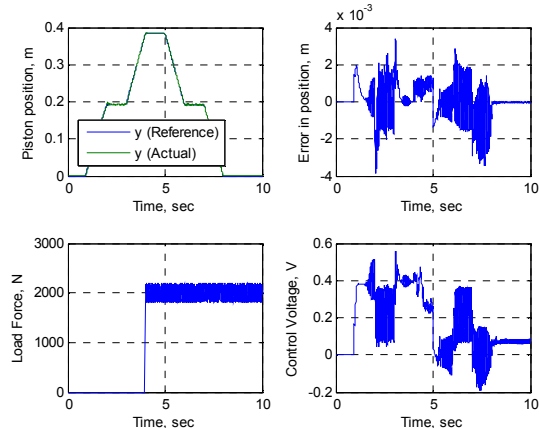 Piston position, m
0.4
0.3
0.2
0.1
0
0
5
10
Time, sec
y (Reference)
y (Actual)
Error in position, m
x 10⁻³
4
2
0
-2
-4
0
5
10
Time, sec
Load Force, N
3000
2000
1000
0
0
5
10
Time, sec
Control Voltage, V
0.6
0.4
0.2
0
-0.2
0
5
10
Time, sec